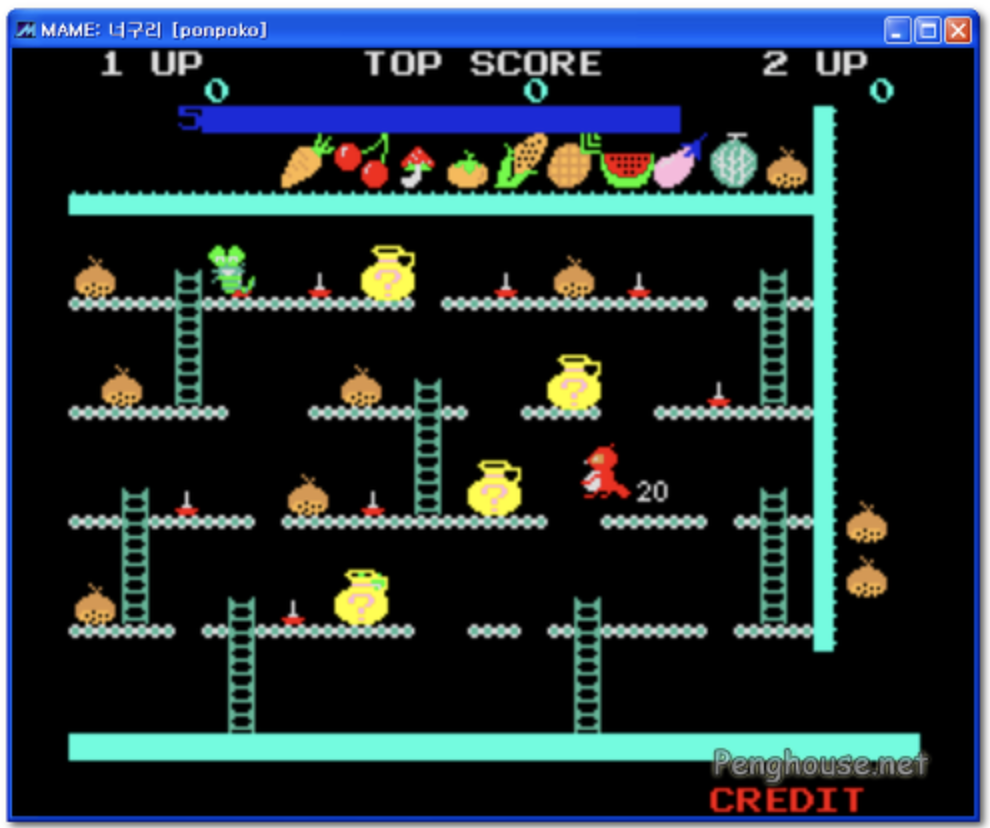 MAME: 너구리 [ponpoko]
1 UP TOP SCORE 2 UP
0 0 0
5
?
?
?
20
?
Penghouse.net
CREDIT